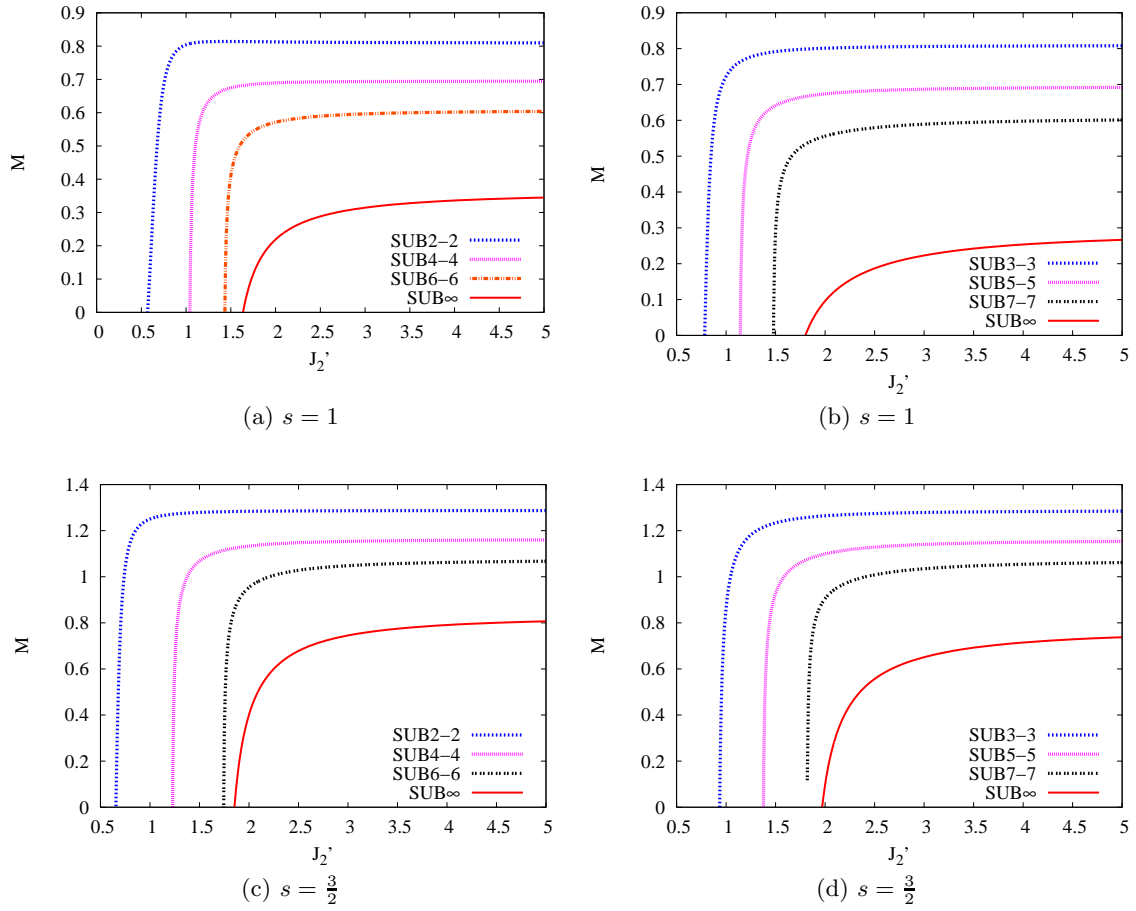 0.9
0.8
0.7
0.6
0.5
0.4
0.3
0.2
0.1
0
M
0 0.5 1 1.5 2 2.5 3 3.5 4 4.5 5
J2'
SUB2−2
SUB4−4
SUB6−6
SUB∞
(a) s = 1
0.9
0.8
0.7
0.6
0.5
0.4
0.3
0.2
0.1
0
M
0.5 1 1.5 2 2.5 3 3.5 4 4.5 5
J2'
SUB3−3
SUB5−5
SUB7−7
SUB∞
(b) s = 1
1.4
1.2
1
0.8
0.6
0.4
0.2
0
M
0.5 1 1.5 2 2.5 3 3.5 4 4.5 5
J2'
SUB2−2
SUB4−4
SUB6−6
SUB∞
(c) s = 3/2
1.4
1.2
1
0.8
0.6
0.4
0.2
0
M
0.5 1 1.5 2 2.5 3 3.5 4 4.5 5
J2'
SUB3−3
SUB5−5
SUB7−7
SUB∞
(d) s = 3/2